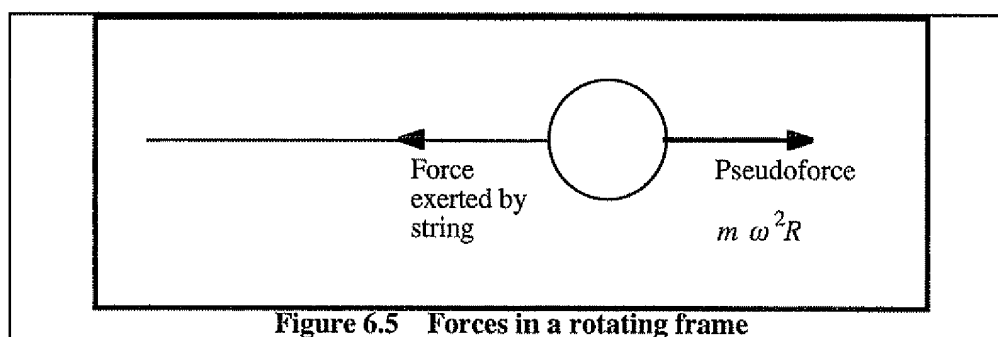 Force
exerted by
string
Pseudoforce
m ω²R
Figure 6.5 Forces in a rotating frame